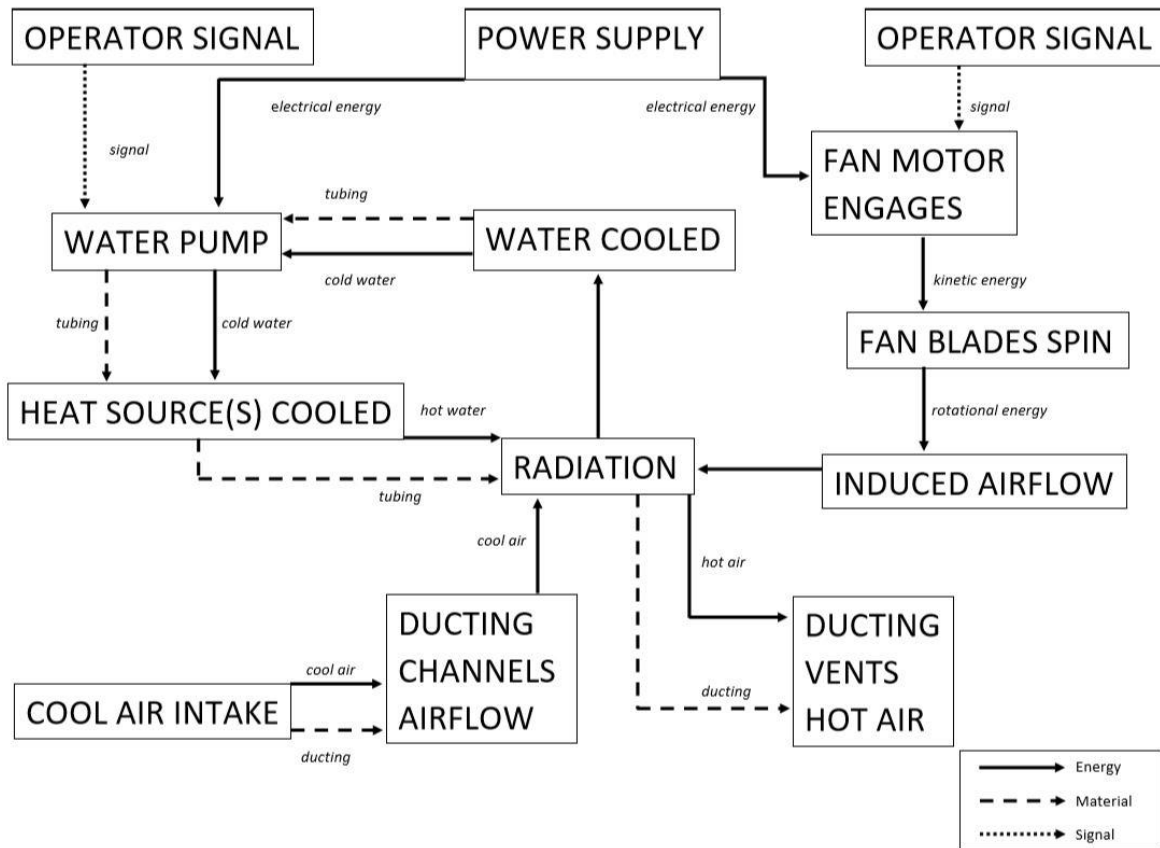 OPERATOR SIGNAL
POWER SUPPLY
OPERATOR SIGNAL
electrical energy
electrical energy
signal
signal
FAN MOTOR
ENGAGES
tubing
WATER PUMP
WATER COOLED
cold water
kinetic energy
tubing
cold water
FAN BLADES SPIN
HEAT SOURCE(S) COOLED
hot water
rotational energy
RADIATION
INDUCED AIRFLOW
tubing
cool air
hot air
DUCTING
CHANNELS
AIRFLOW
DUCTING
VENTS
HOT AIR
cool air
ducting
COOL AIR INTAKE
ducting
Energy
Material
Signal